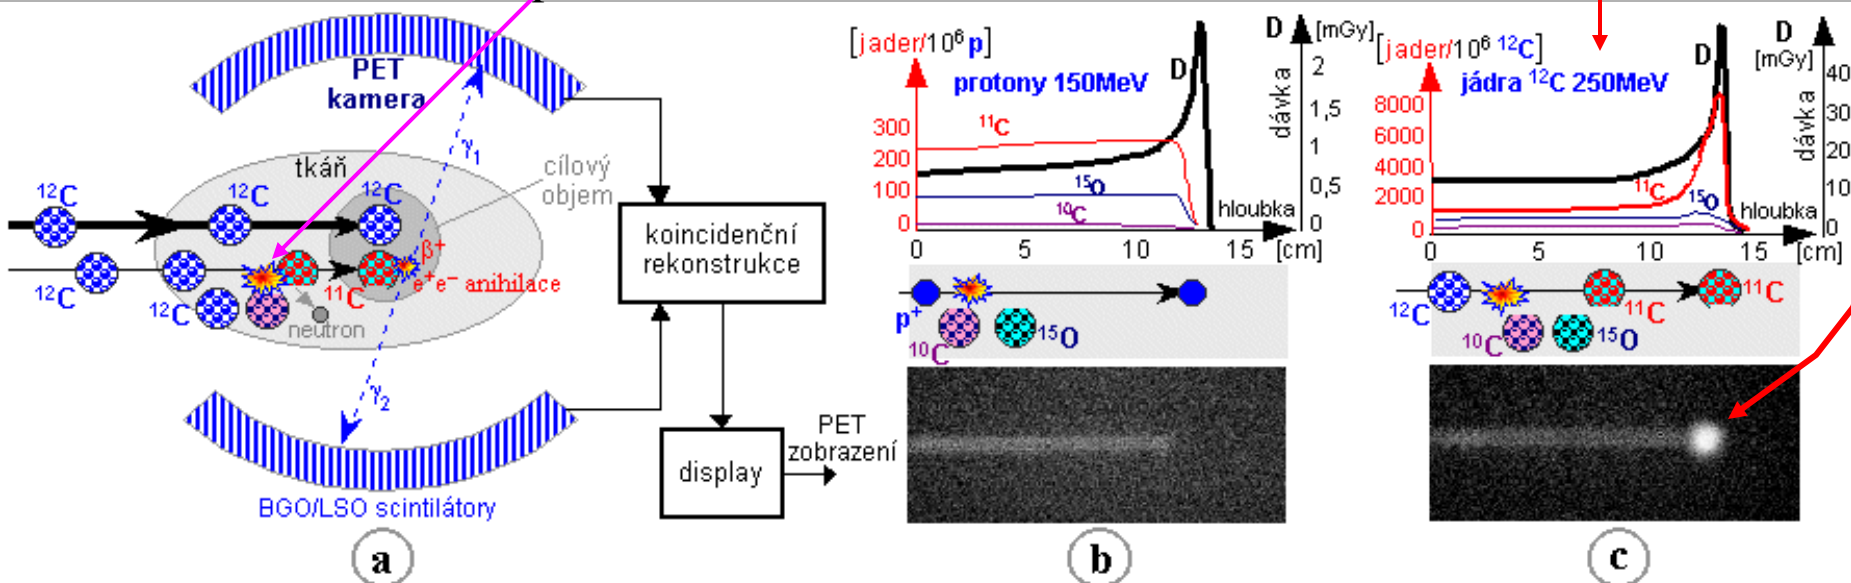 PET
kamera
γ1
tkáň
cílový
objem
12C
12C
12C
β+
e+e− anihilace
12C
12C
11C
neutron
γ2
BGO/LSO scintilátory
koincidenční
rekonstrukce
display
PET
zobrazení
a
[jader/10⁶ p]
D [mGy]
protony 150MeV
D
dávka
2
1,5
1
0,5
0
300
200
100
0
11C
15O
10C
hloubka
0 5 10 15 [cm]
p+
10C
15O
b
[jader/10⁶ 12C]
D
[mGy]
jádra 12C 250MeV
D
dávka
40
30
20
10
0
8000
6000
4000
2000
0
11C
15O
hloubka
0 5 10 15 [cm]
12C
11C
11C
10C
15O
c